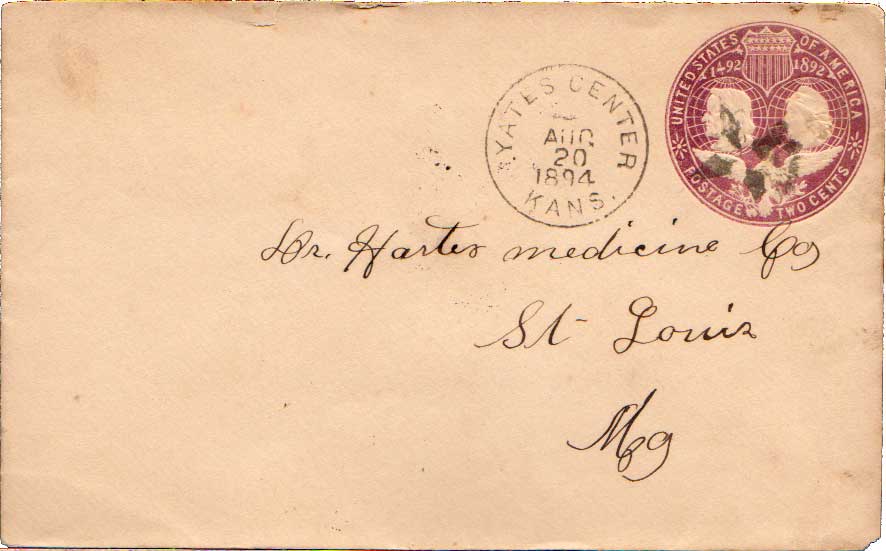 UNITED STATES OF AMERICA
1492 1892
POSTAGE TWO CENTS
YATES CENTER
AUG
20
1894
KANS.
Dr. Harter medicine Co
St Louis
Mo